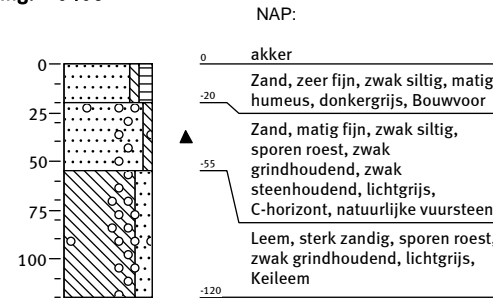 NAP:
0 akker
Zand, zeer fijn, zwak siltig, matig
-20 humeus, donkergrijs, Bouwvoor
Zand, matig fijn, zwak siltig,
sporen roest, zwak
grindhoudend, zwak
-55 steenhoudend, lichtgrijs,
C-horizont, natuurlijke vuursteen
Leem, sterk zandig, sporen roest,
zwak grindhoudend, lichtgrijs,
Keileem
-120
0
25
50
75
100